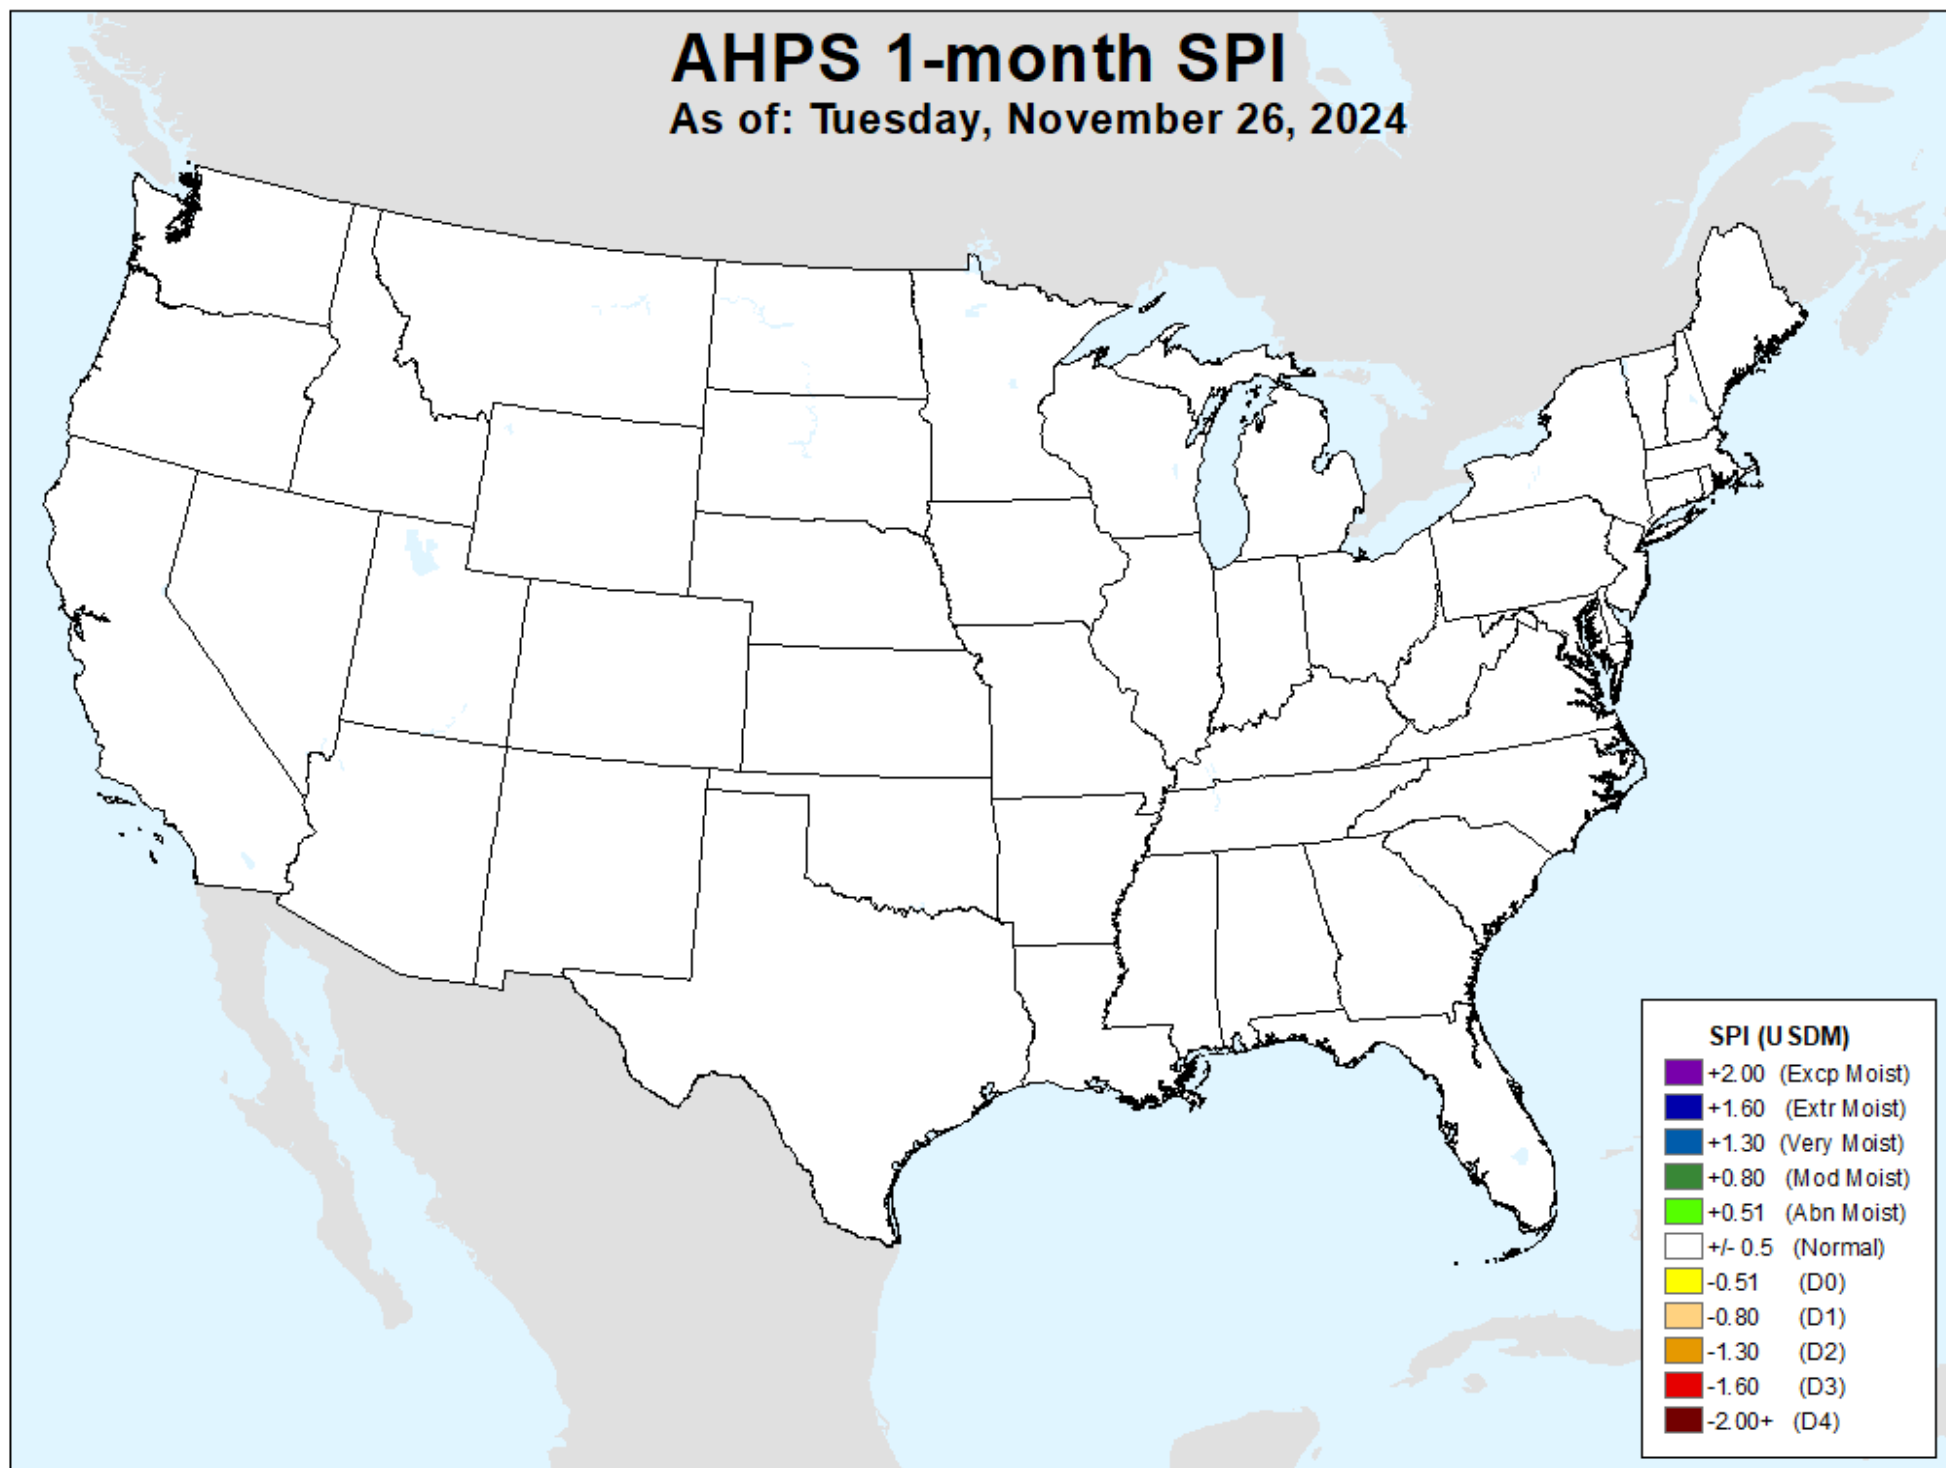 AHPS 1-month SPI
As of: Tuesday, November 26, 2024
SPI (USDM)
+2.00 (Excp Moist)
+1.60 (Extr Moist)
+1.30 (Very Moist)
+0.80 (Mod Moist)
+0.51 (Abn Moist)
+/- 0.5 (Normal)
-0.51 (D0)
-0.80 (D1)
-1.30 (D2)
-1.60 (D3)
-2.00+ (D4)